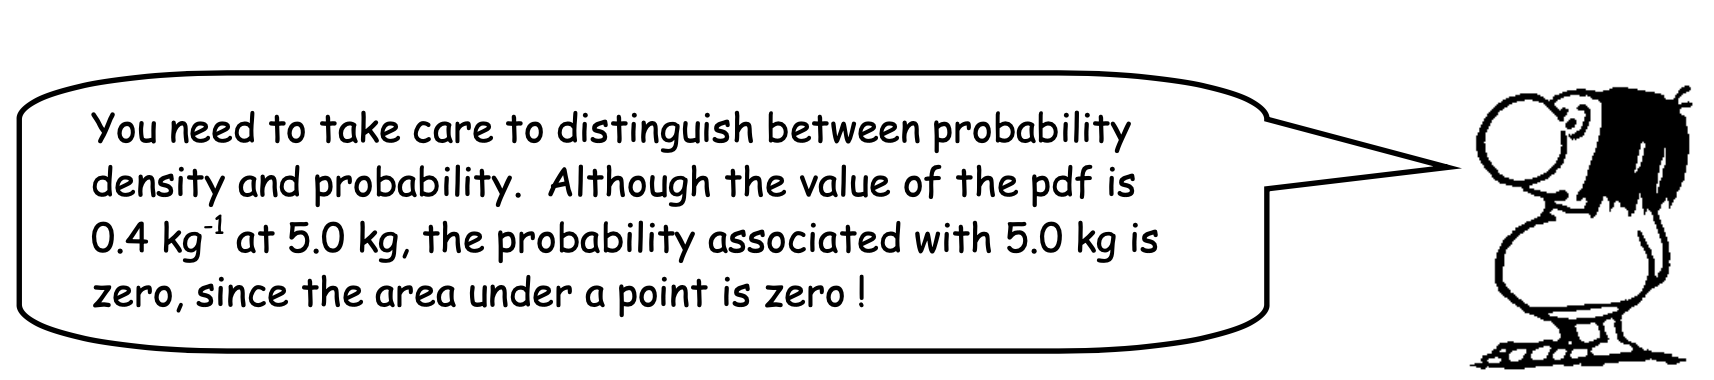 You need to take care to distinguish between probability
density and probability.  Although the value of the pdf is
0.4 kg⁻¹ at 5.0 kg, the probability associated with 5.0 kg is
zero, since the area under a point is zero !